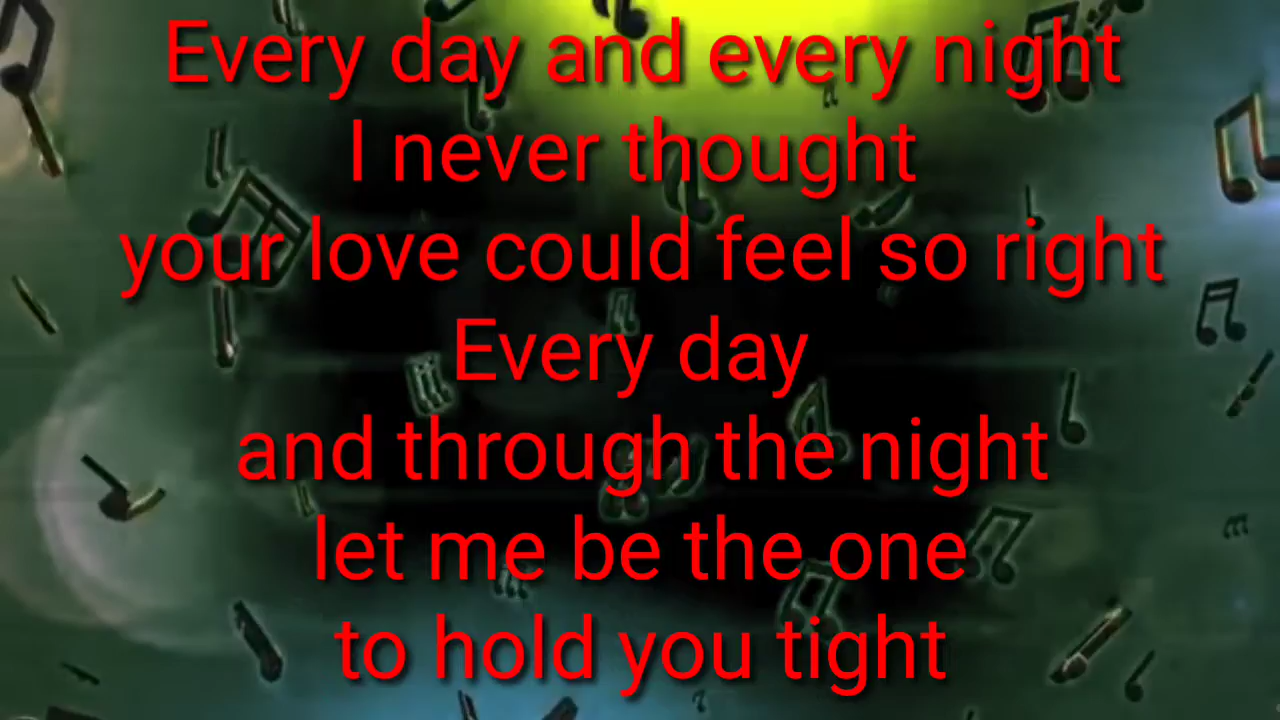 Every day and every night
I never thought
your love could feel so right
Every day
and through the night
let me be the one
to hold you tight